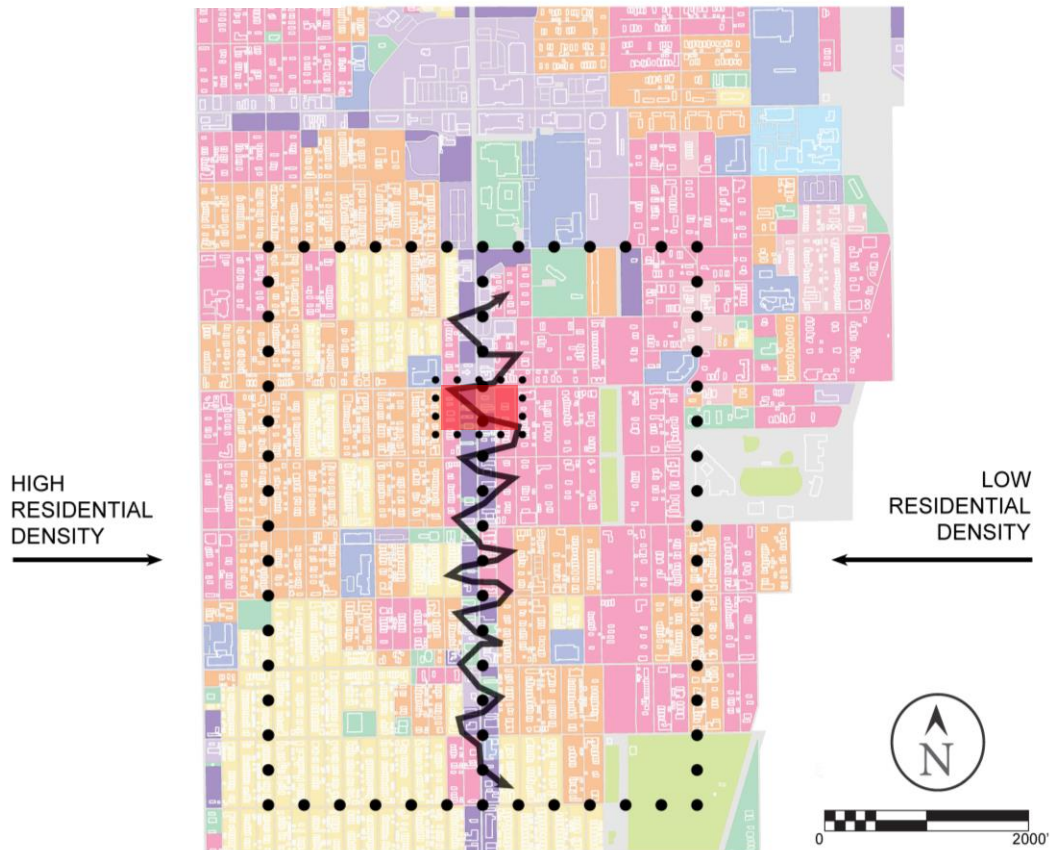 HIGH
RESIDENTIAL
DENSITY
LOW
RESIDENTIAL
DENSITY
N
0 2000'